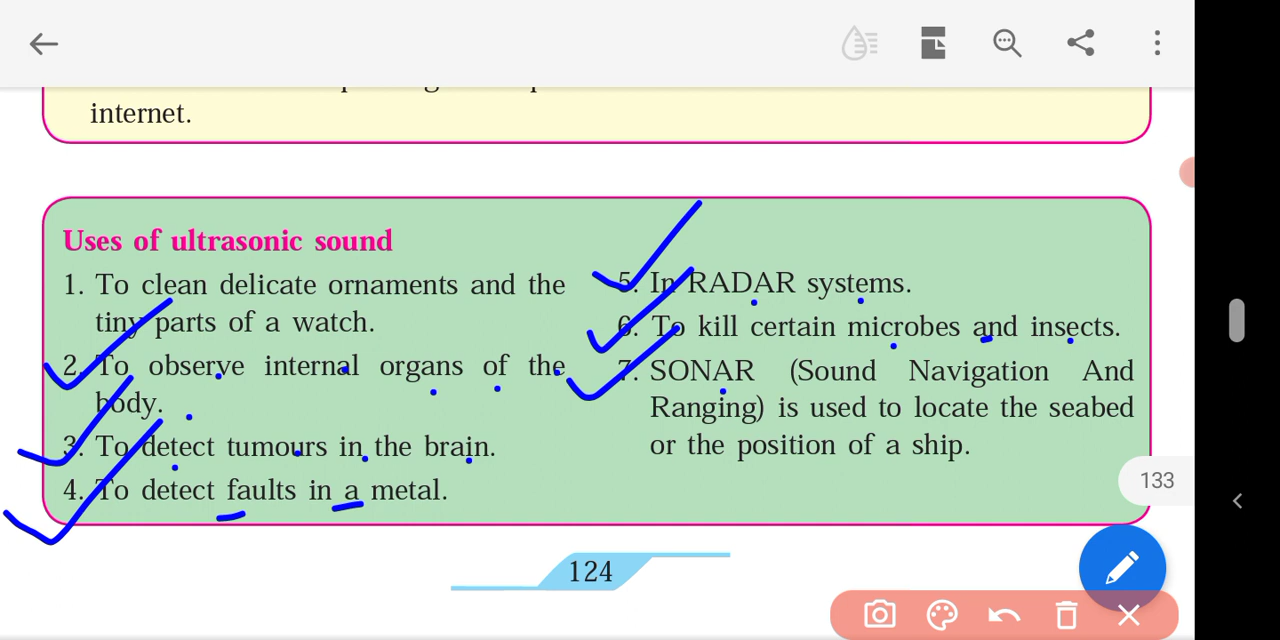 internet.
Uses of ultrasonic sound
1. To clean delicate ornaments and the
tiny parts of a watch.
2. To observe internal organs of the
body.
3. To detect tumours in the brain.
4. To detect faults in a metal.
5. In RADAR systems.
6. To kill certain microbes and insects.
7. SONAR (Sound Navigation And
Ranging) is used to locate the seabed
or the position of a ship.
133
124